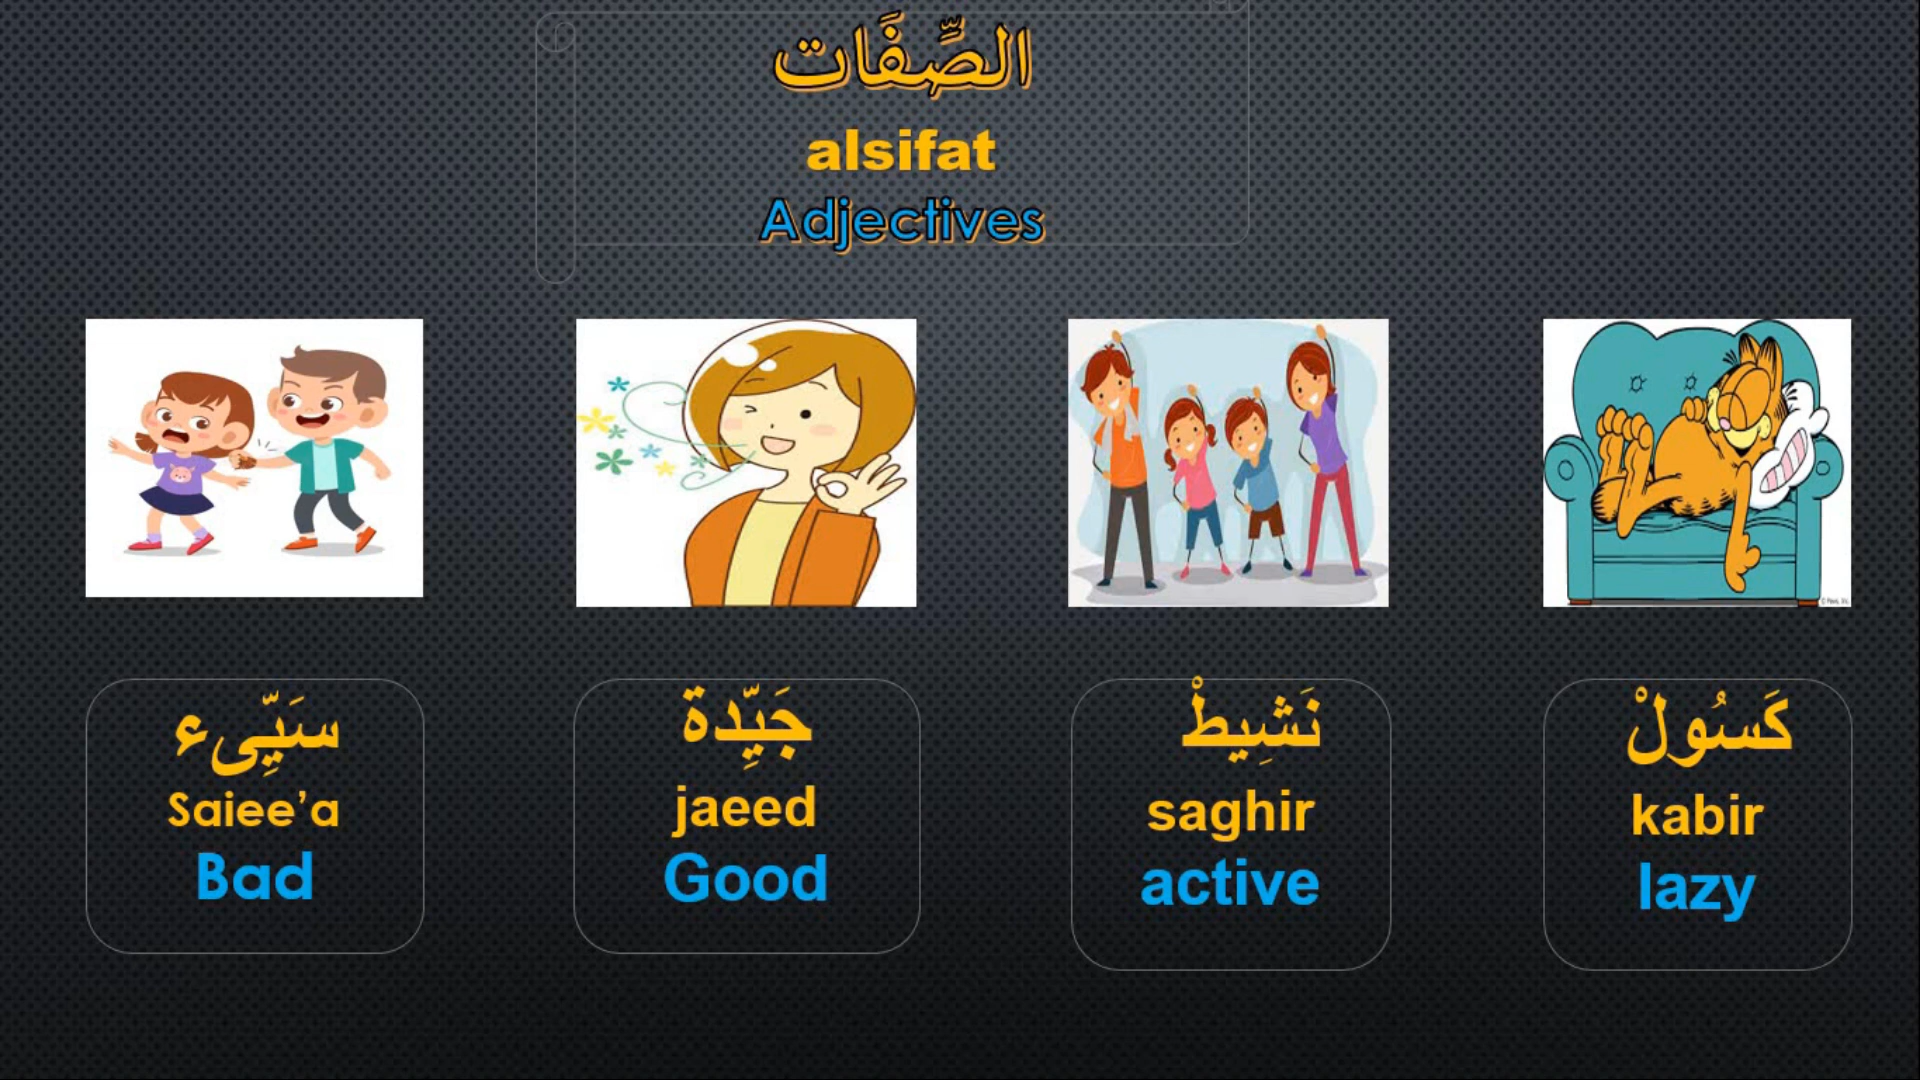 الصِّفَات
alsifat
Adjectives
سَيِّىء
Saiee’a
Bad
جَيِّدة
jaeed
Good
نَشِيطْ
saghir
active
كَسُولْ
kabir
lazy